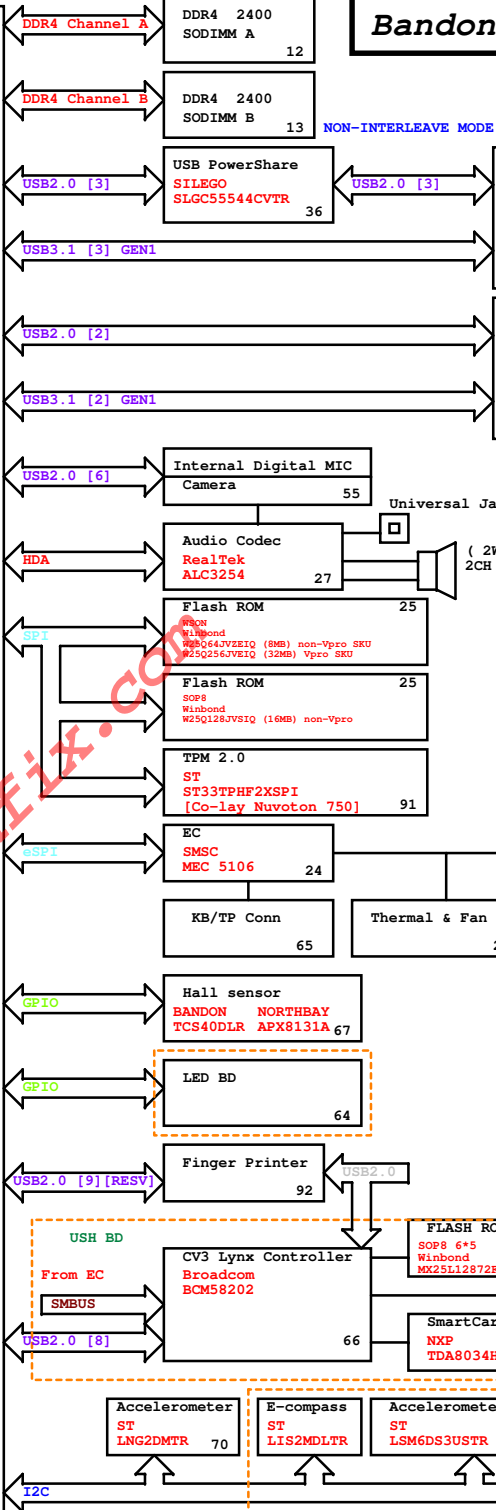 Bandon
DDR4 Channel A
DDR4 2400
SODIMM A
12
DDR4 Channel B
DDR4 2400
SODIMM B
13
NON-INTERLEAVE MODE
USB2.0 [3]
USB PowerShare
SILEGO
SLGC55544CVTR
36
USB2.0 [3]
USB3.1 [3] GEN1
USB2.0 [2]
USB3.1 [2] GEN1
USB2.0 [6]
Internal Digital MIC
Camera
55
Universal Ja
HDA
Audio Codec
RealTek
ALC3254
27
( 2W
2CH
SPI
Flash ROM 25
WSON
Winbond
W25Q64JVZEIQ (8MB) non-Vpro SKU
W25Q256JVEIQ (32MB) Vpro SKU
Flash ROM 25
SOP8
Winbond
W25Q128JVSIQ (16MB) non-Vpro
TPM 2.0
ST
ST33TPHF2XSPI
[Co-lay Nuvoton 750] 91
eSPI
EC
SMSC
MEC 5106 24
KB/TP Conn
65
Thermal & Fan
2
GPIO
Hall sensor
BANDON NORTHBAY
TCS40DLR APX8131A 67
GPIO
LED BD
64
USB2.0 [9][RESV]
Finger Printer
92
USB2.0
USH BD
From EC
SMBUS
USB2.0 [8]
CV3 Lynx Controller
Broadcom
BCM58202
66
FLASH RO
SOP8 6*5
Winbond
MX25L12872F
SmartCar
NXP
TDA8034H
Accelerometer
ST
LNG2DMTR 70
E-compass
ST
LIS2MDLTR
Acceleromete
ST
LSM6DS3USTR
I2C
fix.com